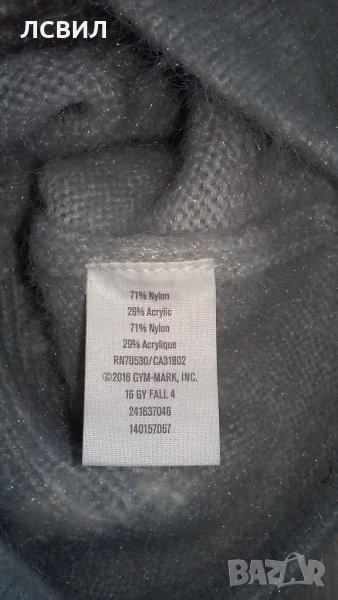 ЛСВИЛ
71% Nylon
29% Acrylic
71% Nylon
29% Acrylique
RN70530/CA31802
©2016 GYM-MARK, INC.
16 GY FALL 4
241637046
140157067
BAZAR